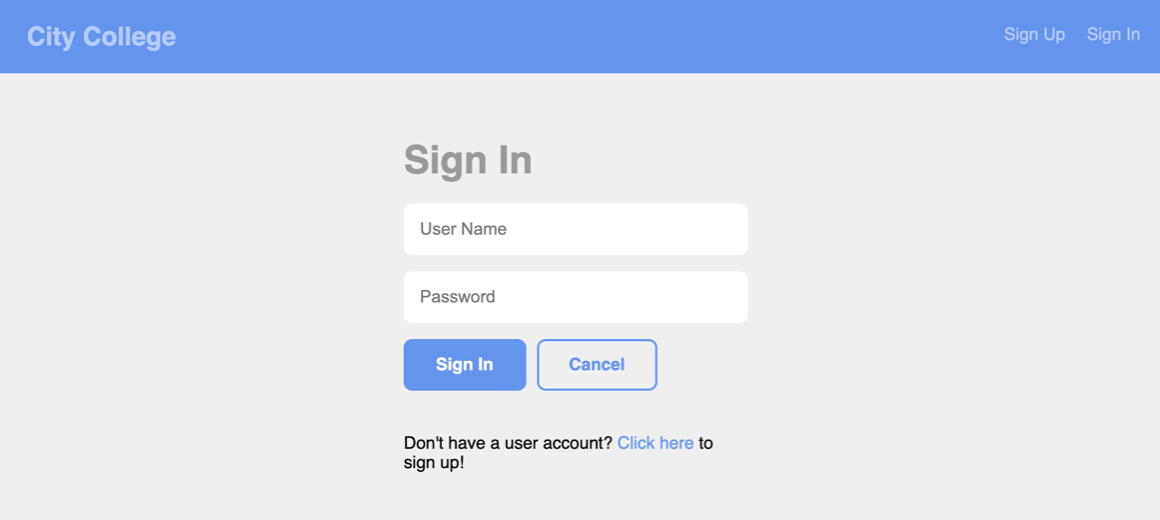 City College
Sign Up Sign In
Sign In
User Name
Password
Sign In Cancel
Don't have a user account? Click here to
sign up!